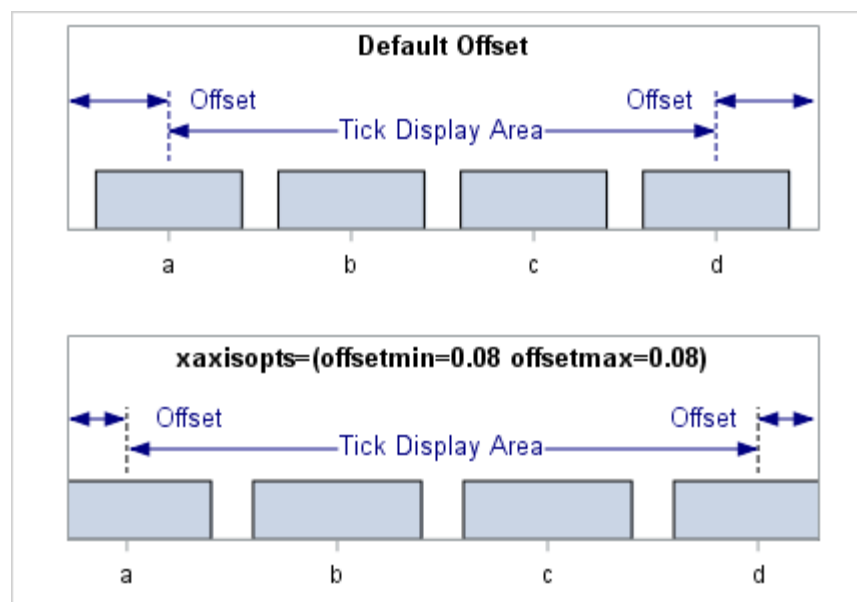 Default Offset
Offset Offset
Tick Display Area
a b c d
xaxisopts=(offsetmin=0.08 offsetmax=0.08)
Offset Offset
Tick Display Area
a b c d